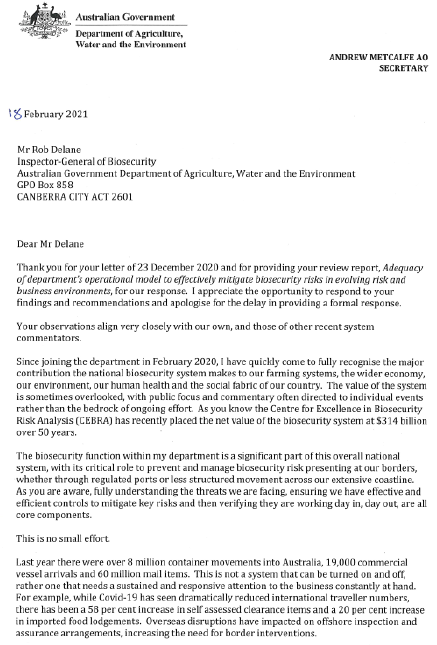 Australian Government
Department of Agriculture,
Water and the Environment
ANDREW METCALFE AO
SECRETARY
18 February 2021
Mr Rob Delane
Inspector-General of Biosecurity
Australian Government Department of Agriculture, Water and the Environment
GPO Box 858
CANBERRA CITY ACT 2601
Dear Mr Delane
Thank you for your letter of 23 December 2020 and for providing your review report, Adequacy
of department's operational model to effectively mitigate biosecurity risks in evolving risk and
business environments, for our response. I appreciate the opportunity to respond to your
findings and recommendations and apologise for the delay in providing a formal response.
Your observations align very closely with our own, and those of other recent system
commentators.
Since joining the department in February 2020, I have quickly come to fully recognise the major
contribution the national biosecurity system makes to our farming systems, the wider economy,
our environment, our human health and the social fabric of our country. The value of the system
is sometimes overlooked, with public focus and commentary often directed to individual events
rather than the bedrock of ongoing effort. As you know the Centre for Excellence in Biosecurity
Risk Analysis (CEBRA) has recently placed the net value of the biosecurity system at $314 billion
over 50 years.
The biosecurity function within my department is a significant part of this overall national
system, with its critical role to prevent and manage biosecurity risk presenting at our borders,
whether through regulated ports or less structured movement across our extensive coastline.
As you are aware, fully understanding the threats we are facing, ensuring we have effective and
efficient controls to mitigate key risks and then verifying they are working day in, day out, are all
core components.
This is no small effort.
Last year there were over 8 million container movements into Australia, 19,000 commercial
vessel arrivals and 60 million mail items. This is not a system that can be turned on and off,
rather one that needs a sustained and responsive attention to the business constantly at hand.
For example, while Covid-19 has seen dramatically reduced international traveller numbers,
there has been a 58 per cent increase in self assessed clearance items and a 20 per cent increase
in imported food lodgements. Overseas disruptions have impacted on offshore inspection and
assurance arrangements, increasing the need for border interventions.